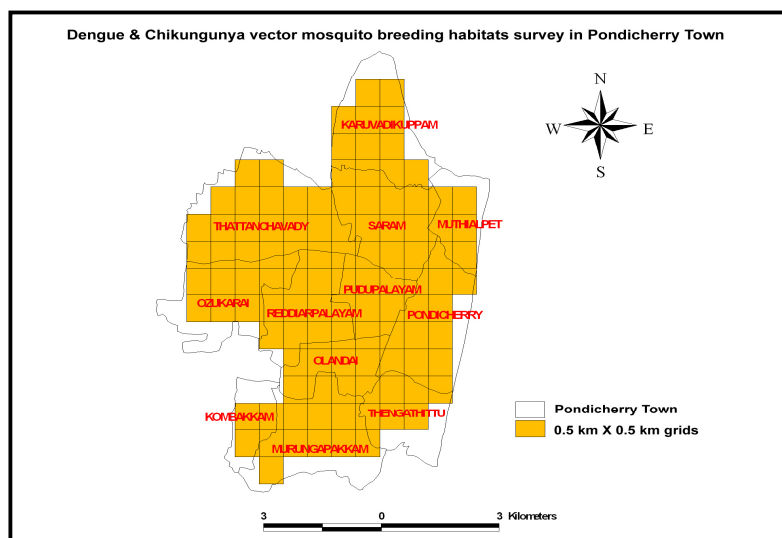 Dengue & Chikungunya vector mosquito breeding habitats survey in Pondicherry Town
N
W E
S
KARUVADIKUPPAM
THATTANCHAVADY SARAM MUTHIALPET
PUDUPALAYAM
OZUKARAI REDDIARPALAYAM PONDICHERRY
OLANDAI
KOMBAKKAM THENGATHITTU
MURUNGAPAKKAM
Pondicherry Town
0.5 km X 0.5 km grids
3 0 3 Kilometers